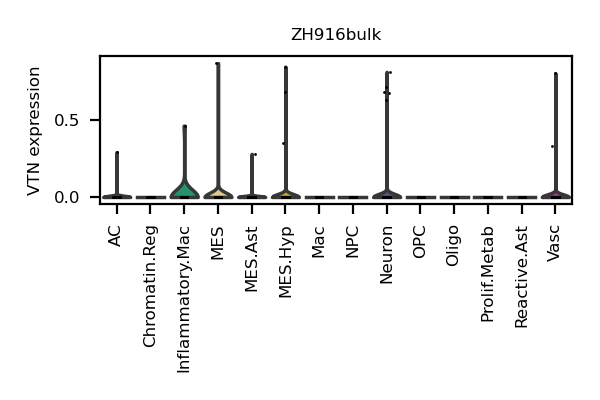 ZH916bulk
VTN expression
0.5
0.0
AC
Chromatin.Reg
Inflammatory.Mac
MES
MES.Ast
MES.Hyp
Mac
NPC
Neuron
OPC
Oligo
Prolif.Metab
Reactive.Ast
Vasc